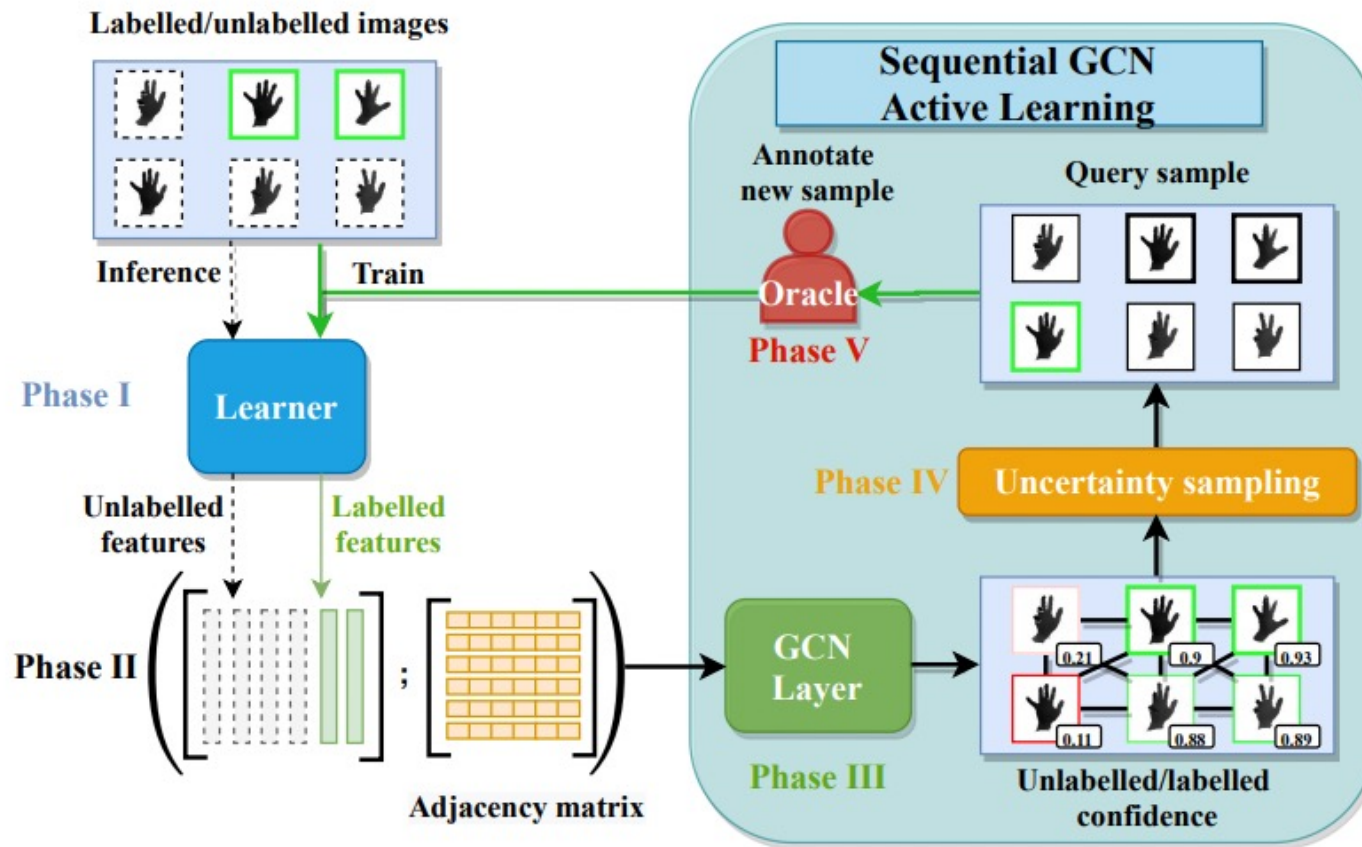 Labelled/unlabelled images
Sequential GCN
Active Learning
Annotate
new sample
Query sample
Inference
Train
Oracle
Phase V
Phase I
Learner
Phase IV
Uncertainty sampling
Unlabelled
features
Labelled
features
Phase II
;
GCN
Layer
0.21
0.9
0.93
0.11
0.88
0.89
Phase III
Adjacency matrix
Unlabelled/labelled
confidence